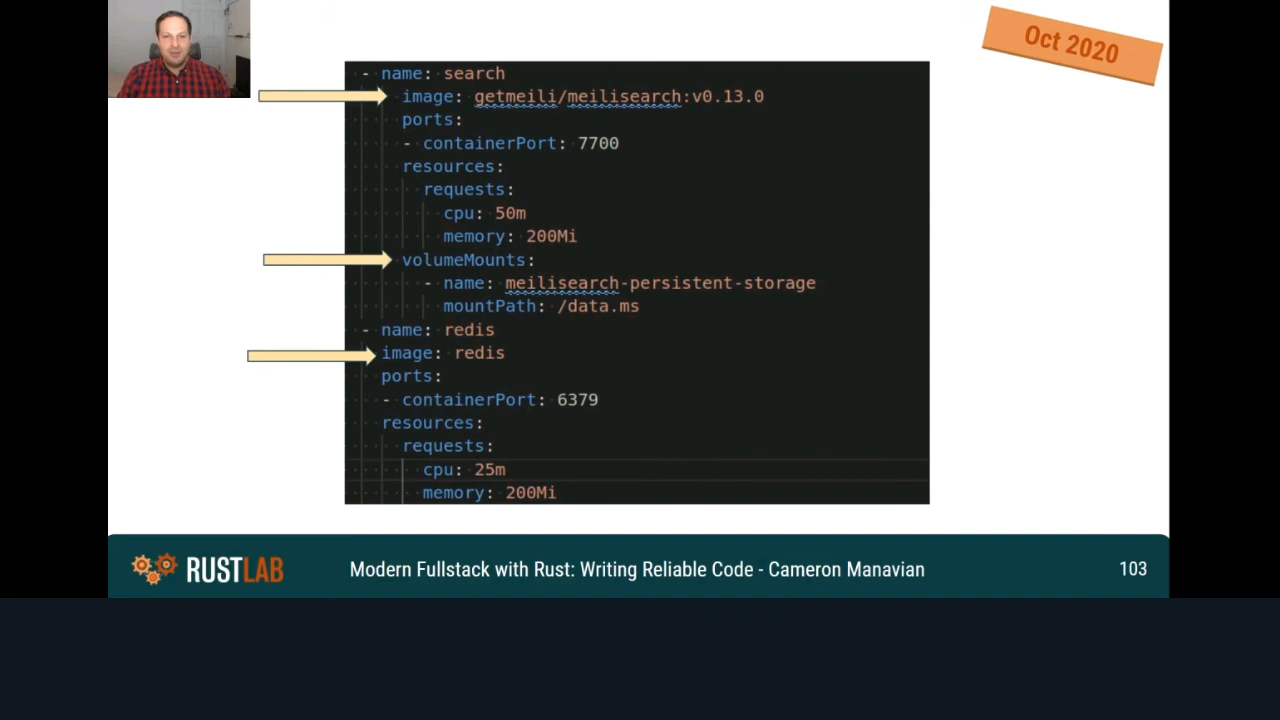 Oct 2020
- name: search
image: getmeili/meilisearch:v0.13.0
ports:
- containerPort: 7700
resources:
requests:
cpu: 50m
memory: 200Mi
volumeMounts:
- name: meilisearch-persistent-storage
mountPath: /data.ms
- name: redis
image: redis
ports:
- containerPort: 6379
resources:
requests:
cpu: 25m
memory: 200Mi
RUSTLAB
Modern Fullstack with Rust: Writing Reliable Code - Cameron Manavian
103